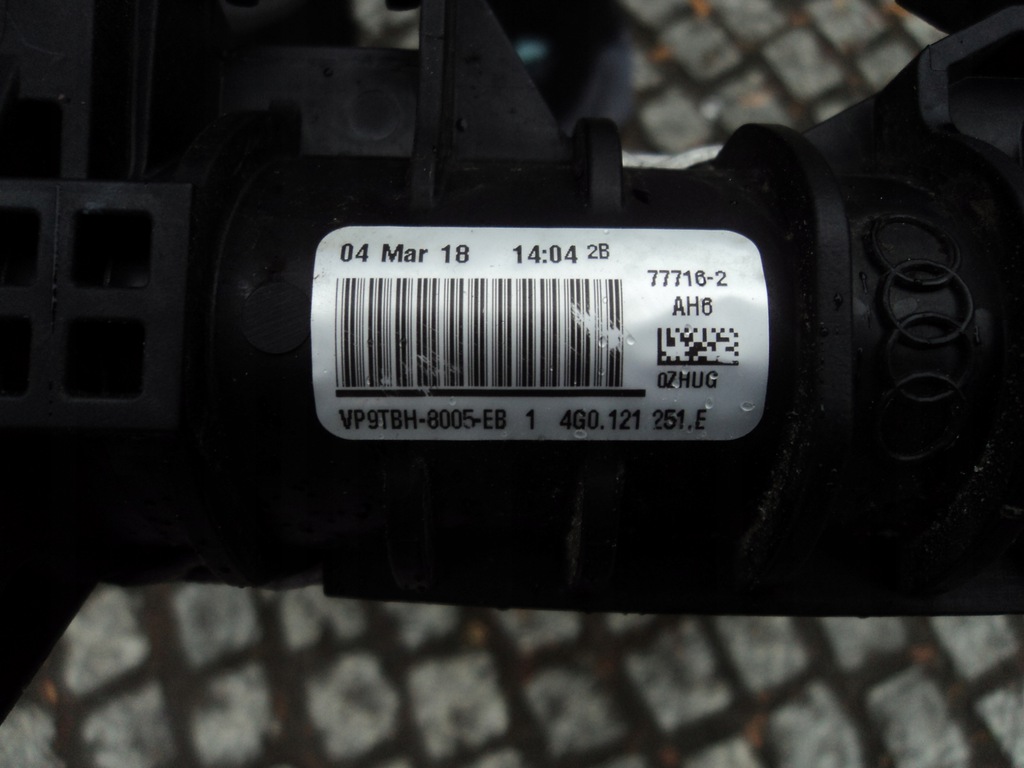 04 Mar 18 14:04 2B
77716-2
AH6
0ZHUG
VP9TBH-8005-EB 1 4G0.121 251.E